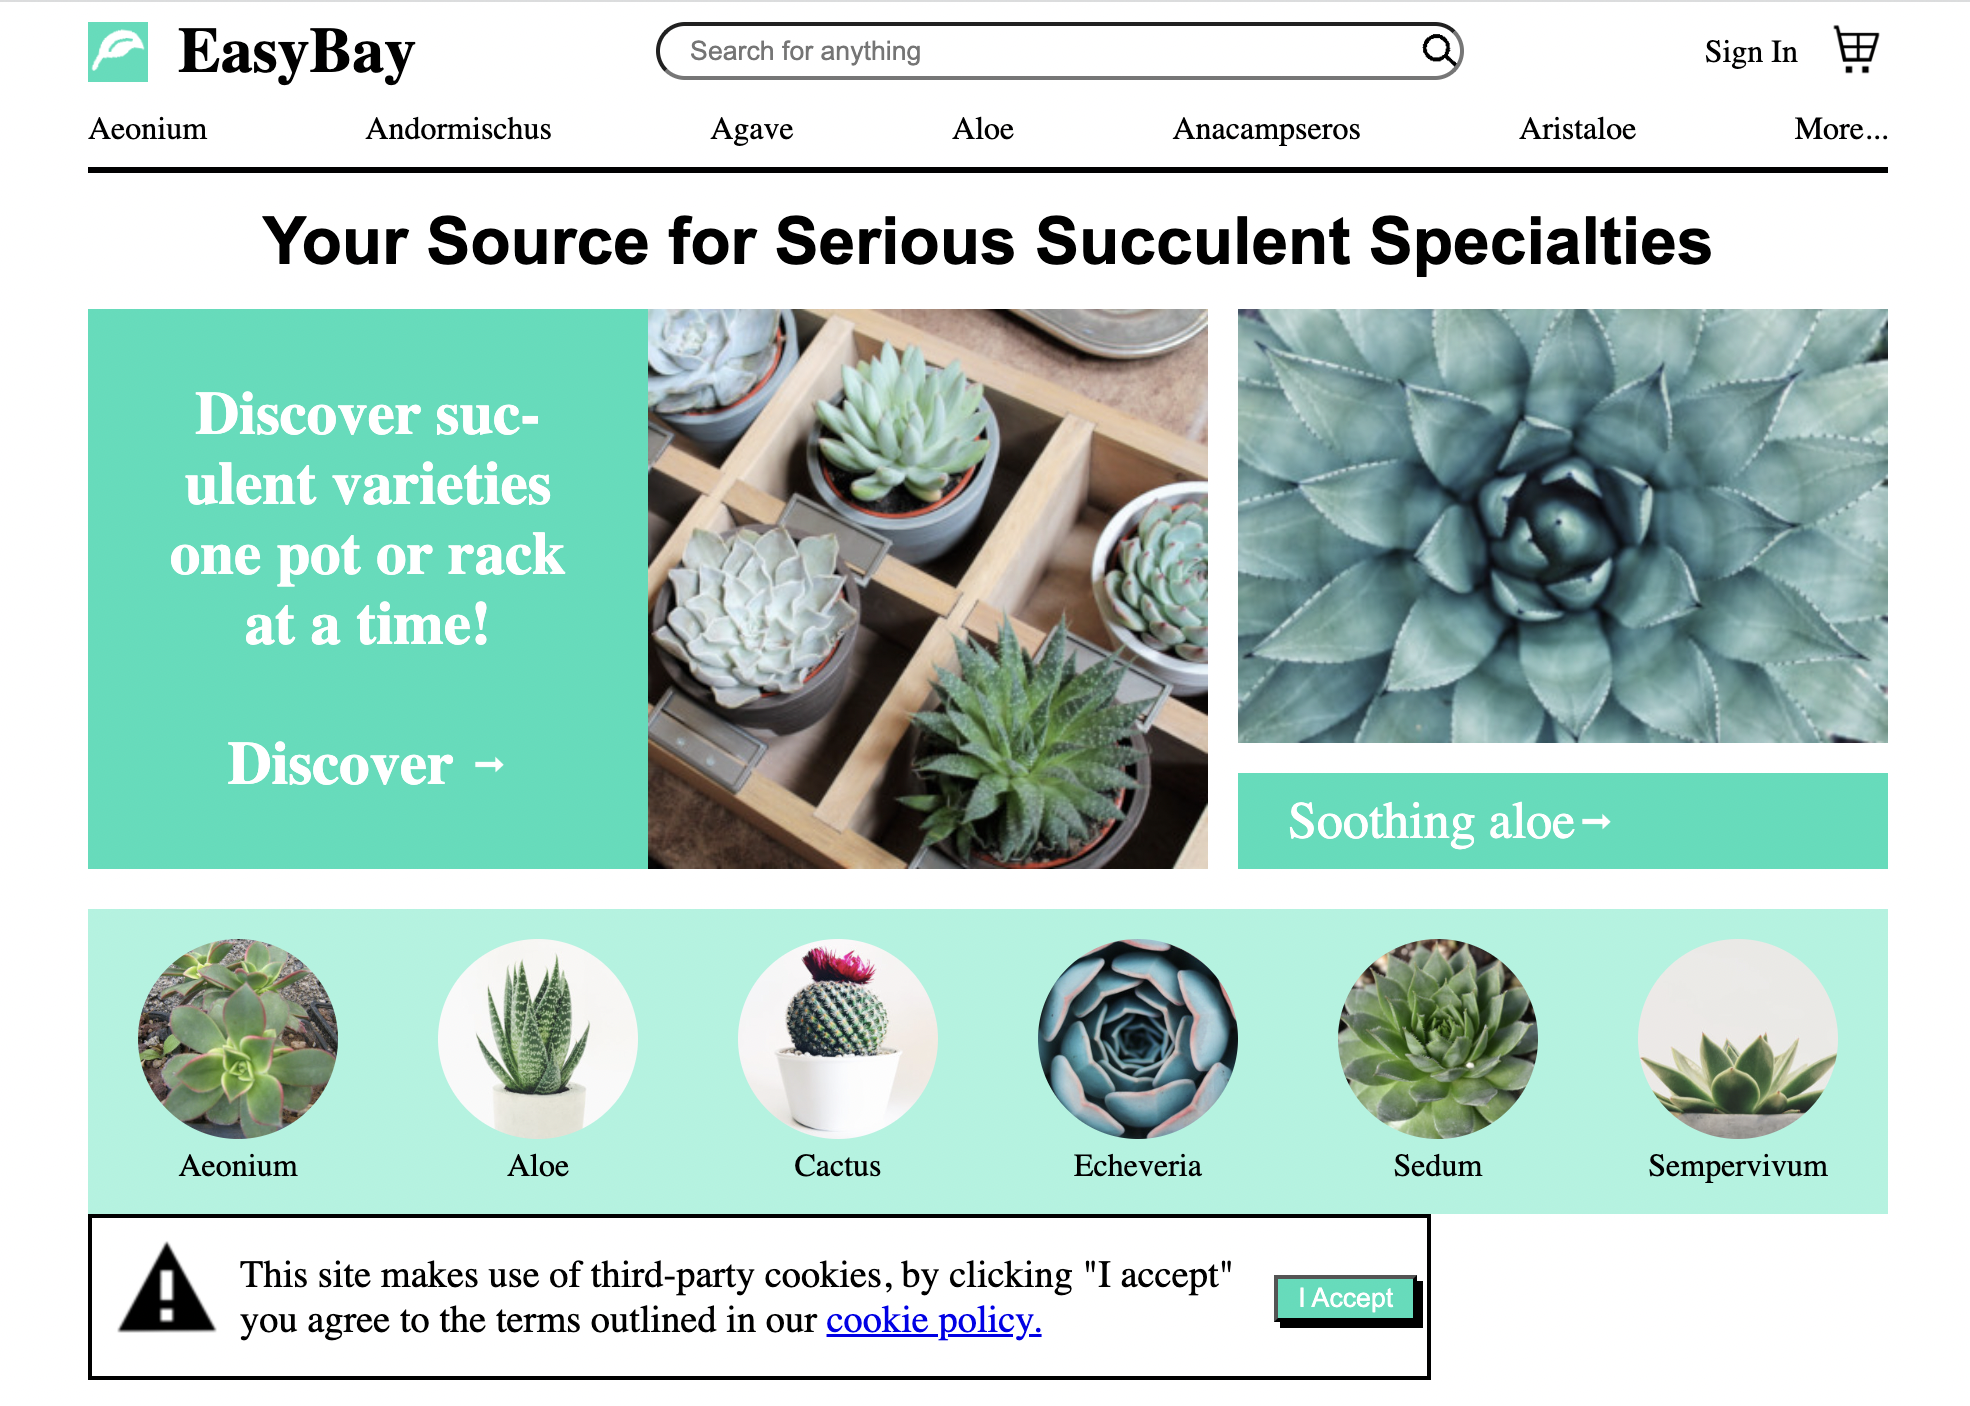 EasyBay
Search for anything
Sign In
Aeonium
Andormischus
Agave
Aloe
Anacampseros
Aristaloe
More...
Your Source for Serious Succulent Specialties
Discover suc-
ulent varieties
one pot or rack
at a time!
Discover →
Soothing aloe→
Aeonium
Aloe
Cactus
Echeveria
Sedum
Sempervivum
This site makes use of third-party cookies, by clicking "I accept"
you agree to the terms outlined in our cookie policy.
I Accept